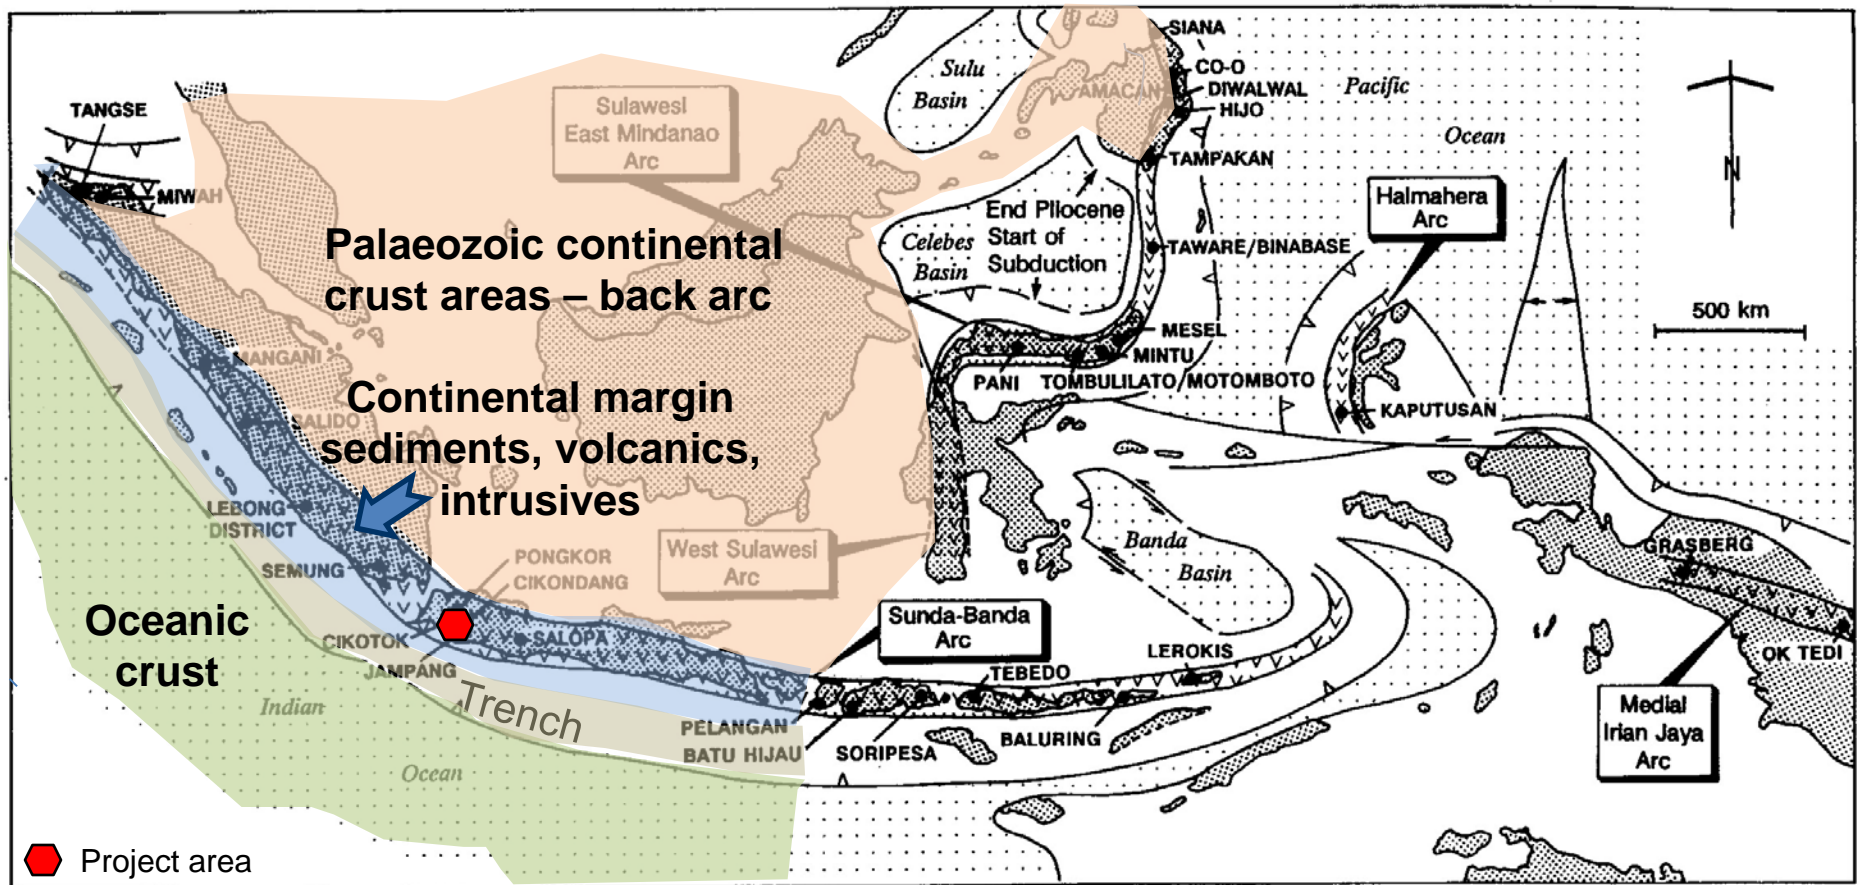 SIANA
CO-O
DIWALWAL
HIJO
AMACAN
TAMPAKAN
Sulu
Basin
Pacific
Ocean
N
500 km
TANGSE
MIWAH
Sulawesi
East Mindanao
Arc
Palaeozoic continental
crust areas – back arc
End Pliocene
Start of
Subduction
Celebes
Basin
TAWARE/BINABASE
Halmahera
Arc
MESEL
MINTU
PANI
TOMBULILATO/MOTOMBOTO
KAPUTUSAN
MANGANI
SALIDO
Continental margin
sediments, volcanics,
intrusives
LEBONG
DISTRICT
SEMUNG
PONGKOR
CIKONDANG
West Sulawesi
Arc
Banda
Basin
GRASBERG
OK TEDI
Medial
Irian Jaya
Arc
Oceanic
crust
CIKOTOK
JAMPANG
SALOPA
Sunda-Banda
Arc
TEBEDO
LEROKIS
Trench
Indian
Ocean
PELANGAN
BATU HIJAU
SORIPESA
BALURING
Project area